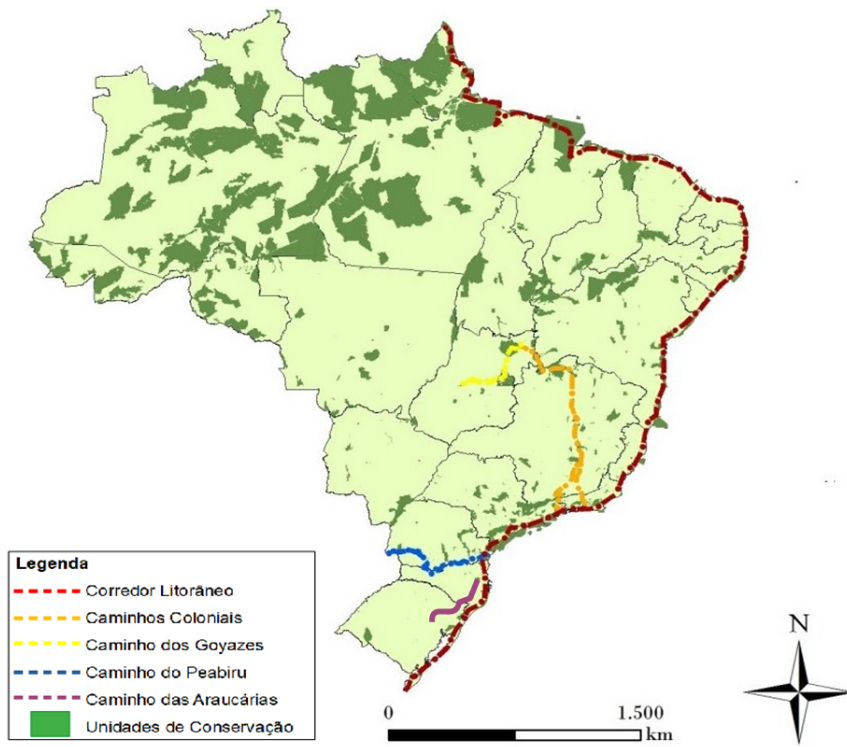 Legenda
Corredor Litorâneo
Caminhos Coloniais
Caminho dos Goyazes
Caminho do Peabiru
Caminho das Araucárias
Unidades de Conservação
N
0 1.500
km